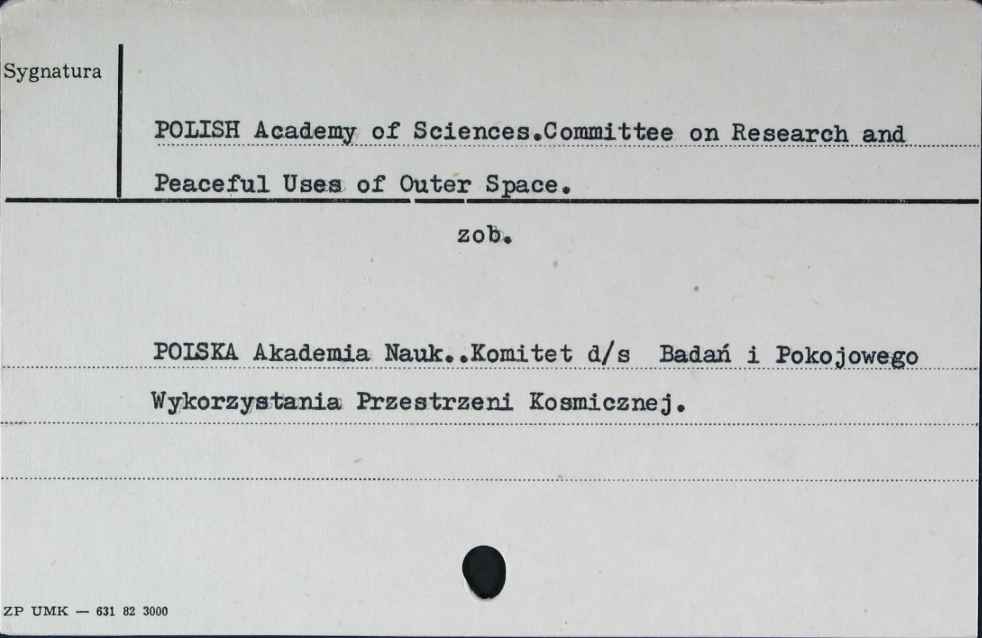 Sygnatura
POLISH Academy of Sciences.Committee on Research and
Peaceful Uses of Outer Space.
zob.
POLSKA Akademia Nauk..Komitet d/s Badań i Pokojowego
Wykorzystania Przestrzeni Kosmicznej.
ZP UMK — 631 82 3000